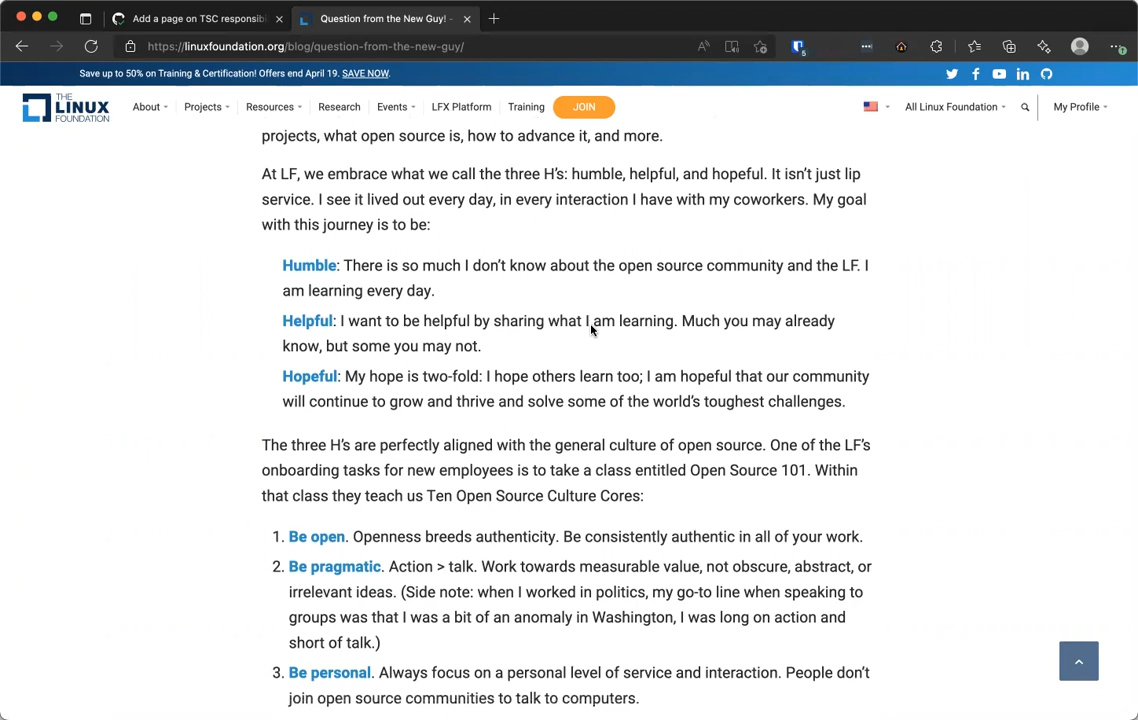 Add a page on TSC responsib
Question from the New Guy! -
https://linuxfoundation.org/blog/question-from-the-new-guy/
5
Save up to 50% on Training & Certification! Offers end April 19. SAVE NOW.
THE LINUX FOUNDATION
About
Projects
Resources
Research
Events
LFX Platform
Training
JOIN
All Linux Foundation
My Profile
projects, what open source is, how to advance it, and more.
At LF, we embrace what we call the three H's: humble, helpful, and hopeful. It isn't just lip
service. I see it lived out every day, in every interaction I have with my coworkers. My goal
with this journey is to be:
Humble: There is so much I don't know about the open source community and the LF. I
am learning every day.
Helpful: I want to be helpful by sharing what I am learning. Much you may already
know, but some you may not.
Hopeful: My hope is two-fold: I hope others learn too; I am hopeful that our community
will continue to grow and thrive and solve some of the world's toughest challenges.
The three H's are perfectly aligned with the general culture of open source. One of the LF's
onboarding tasks for new employees is to take a class entitled Open Source 101. Within
that class they teach us Ten Open Source Culture Cores:
1. Be open. Openness breeds authenticity. Be consistently authentic in all of your work.
2. Be pragmatic. Action > talk. Work towards measurable value, not obscure, abstract, or
irrelevant ideas. (Side note: when I worked in politics, my go-to line when speaking to
groups was that I was a bit of an anomaly in Washington, I was long on action and
short of talk.)
3. Be personal. Always focus on a personal level of service and interaction. People don't
join open source communities to talk to computers.